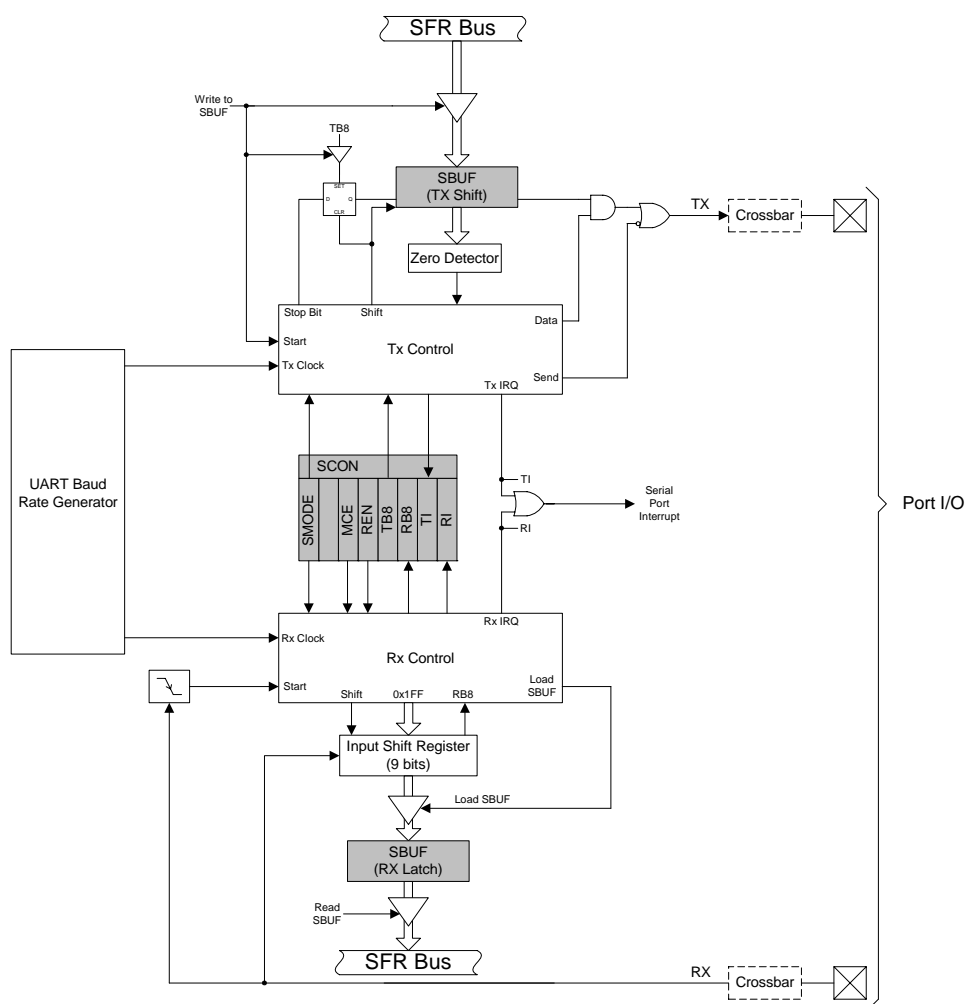 SFR Bus
Write to
SBUF
TB8
SET
D Q
CLR
SBUF
(TX Shift)
TX
Crossbar
Zero Detector
Stop Bit
Shift
Data
Start
Tx Control
Tx Clock
Send
Tx IRQ
UART Baud
Rate Generator
SCON
SMODE
MCE
REN
TB8
RB8
TI
RI
TI
Serial
Port
Interrupt
RI
Port I/O
Rx IRQ
Rx Clock
Rx Control
Start
Load
SBUF
Shift
0x1FF
RB8
Input Shift Register
(9 bits)
Load SBUF
SBUF
(RX Latch)
Read
SBUF
SFR Bus
RX
Crossbar